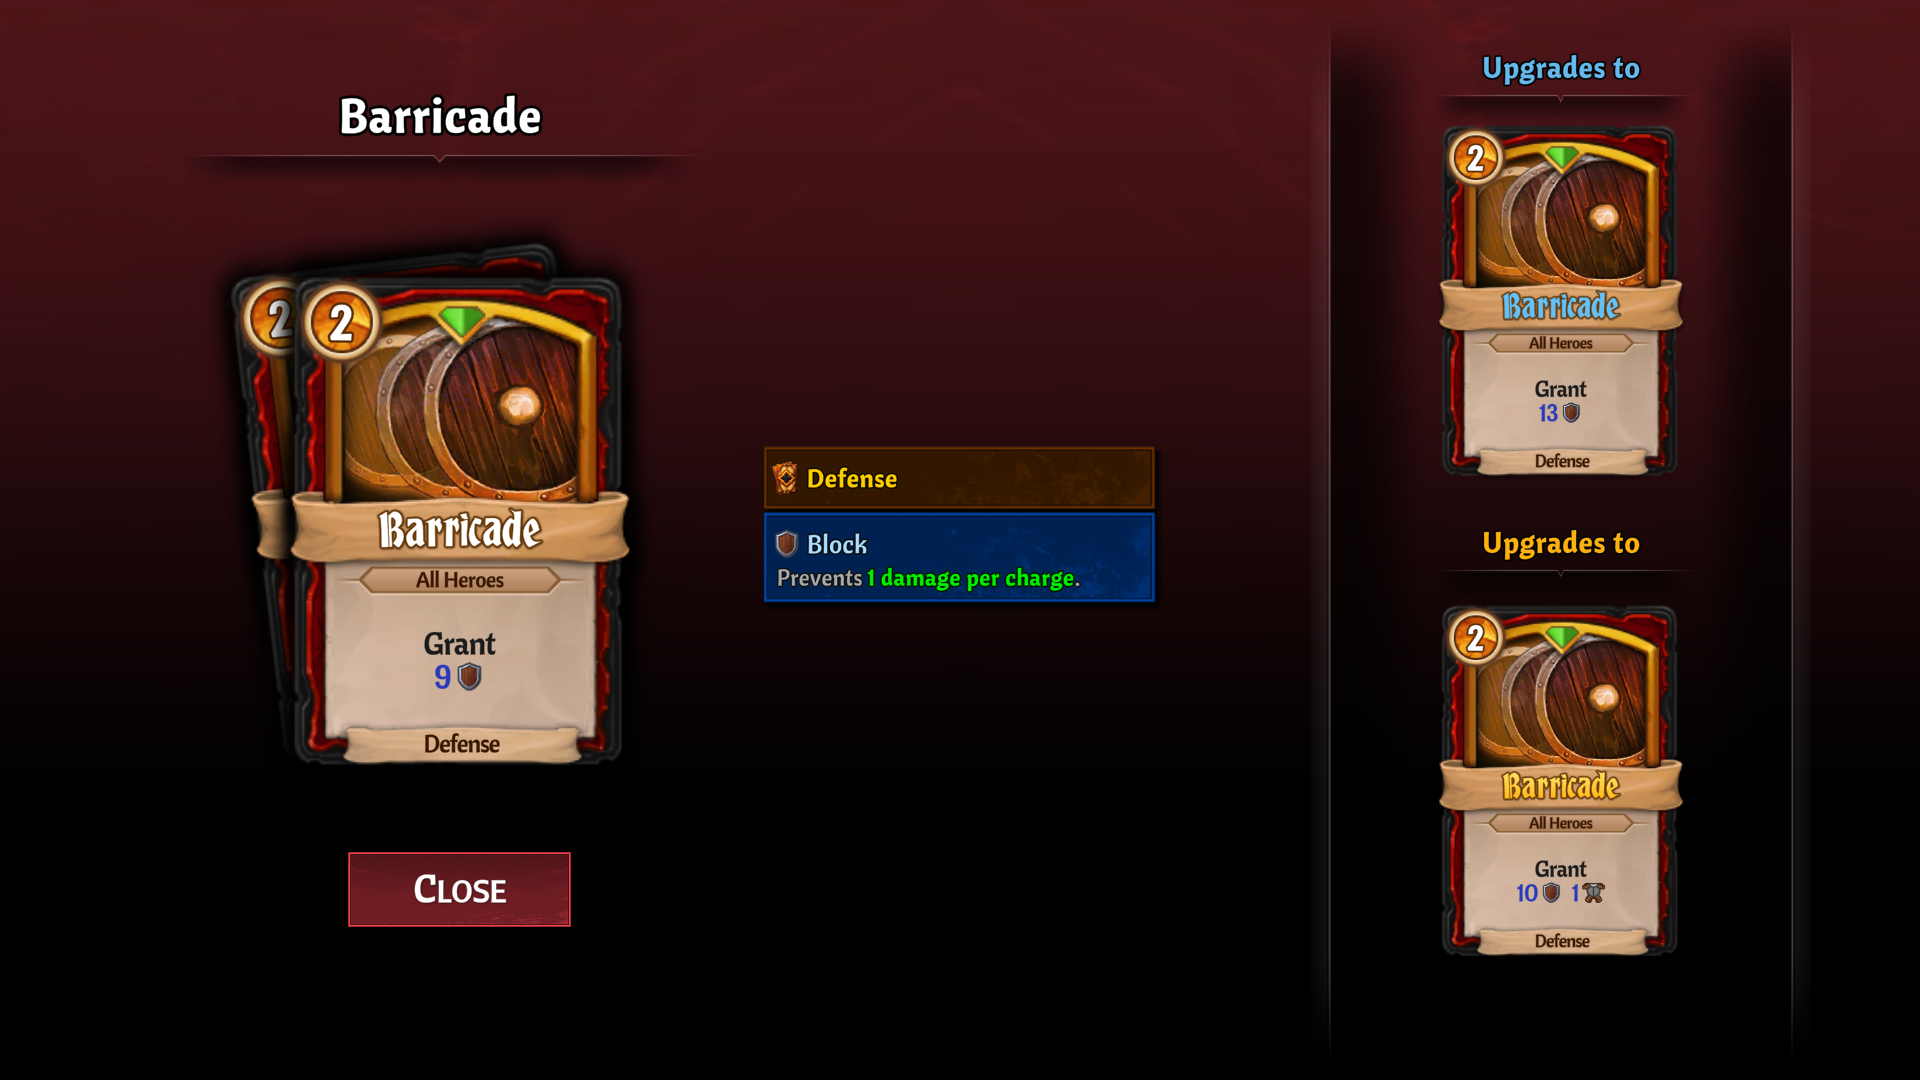 Barricade
2
2
Barricade
All Heroes
Grant
9
Defense
CLOSE
Defense
Block
Prevents 1 damage per charge.
Upgrades to
2
Barricade
All Heroes
Grant
13
Defense
Upgrades to
2
Barricade
All Heroes
Grant
10 1
Defense